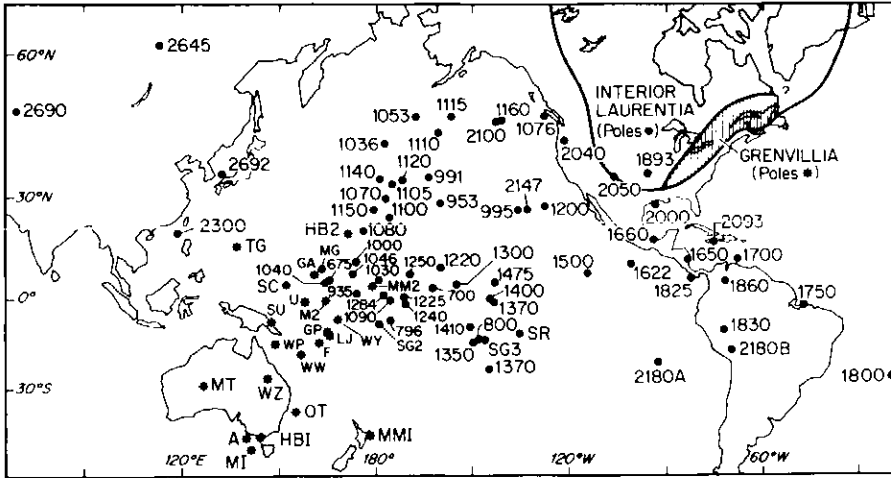 60°N
2645
2690
1053
1115
1160
2100
1076
INTERIOR
LAURENTIA
(Poles •)
?
1036
1110
2040
1893
GRENVILLIA
(Poles *)
2692
1140
1120
991
2050
30°N
1070
1105
2147
1150
1100
953
995
1200
2000
2093
2300
HB2
1080
1660
TG
MG
1000
1300
GA
675
1046
1250
1220
1500
1650
1700
1040
1030
1475
1622
SC
MM2
1400
1825
1860
0°
U
935
700
1370
1750
M2
1284
1225
SU
1090
1240
GP
796
1410
800
SR
1830
WP
F
LJ
WY
SG2
1350
SG3
2180B
WW
1370
2180A
1800
30°S
MT
WZ
OT
A
HBI
MMI
MI
120°E
180°
120°W
60°W